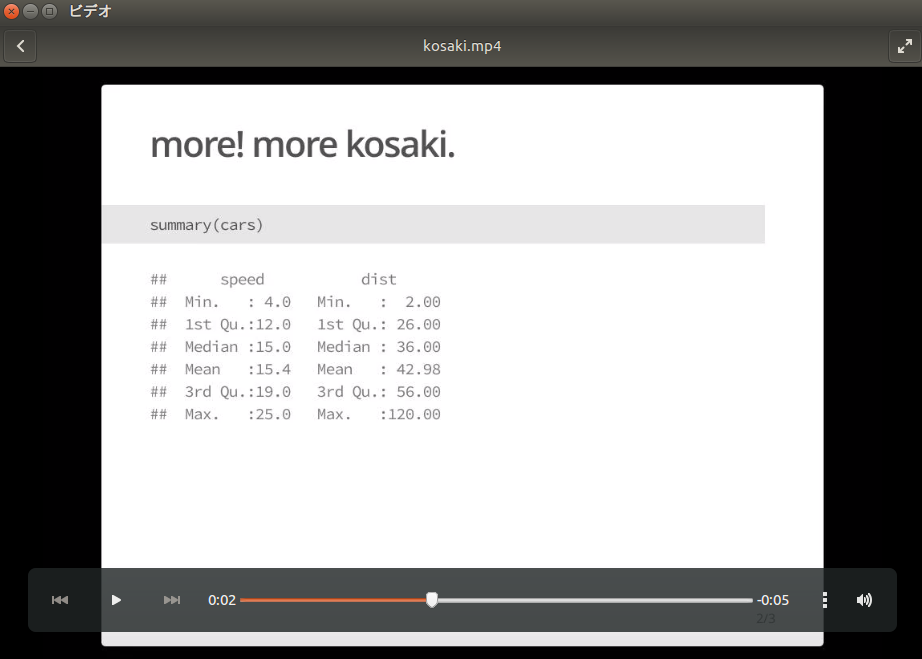 ビデオ
kosaki.mp4
more! more kosaki.
summary(cars)
##      speed           dist
##  Min.   : 4.0   Min.   :  2.00
##  1st Qu.:12.0   1st Qu.: 26.00
##  Median :15.0   Median : 36.00
##  Mean   :15.4   Mean   : 42.98
##  3rd Qu.:19.0   3rd Qu.: 56.00
##  Max.   :25.0   Max.   :120.00
0:02 -0:05
2/3